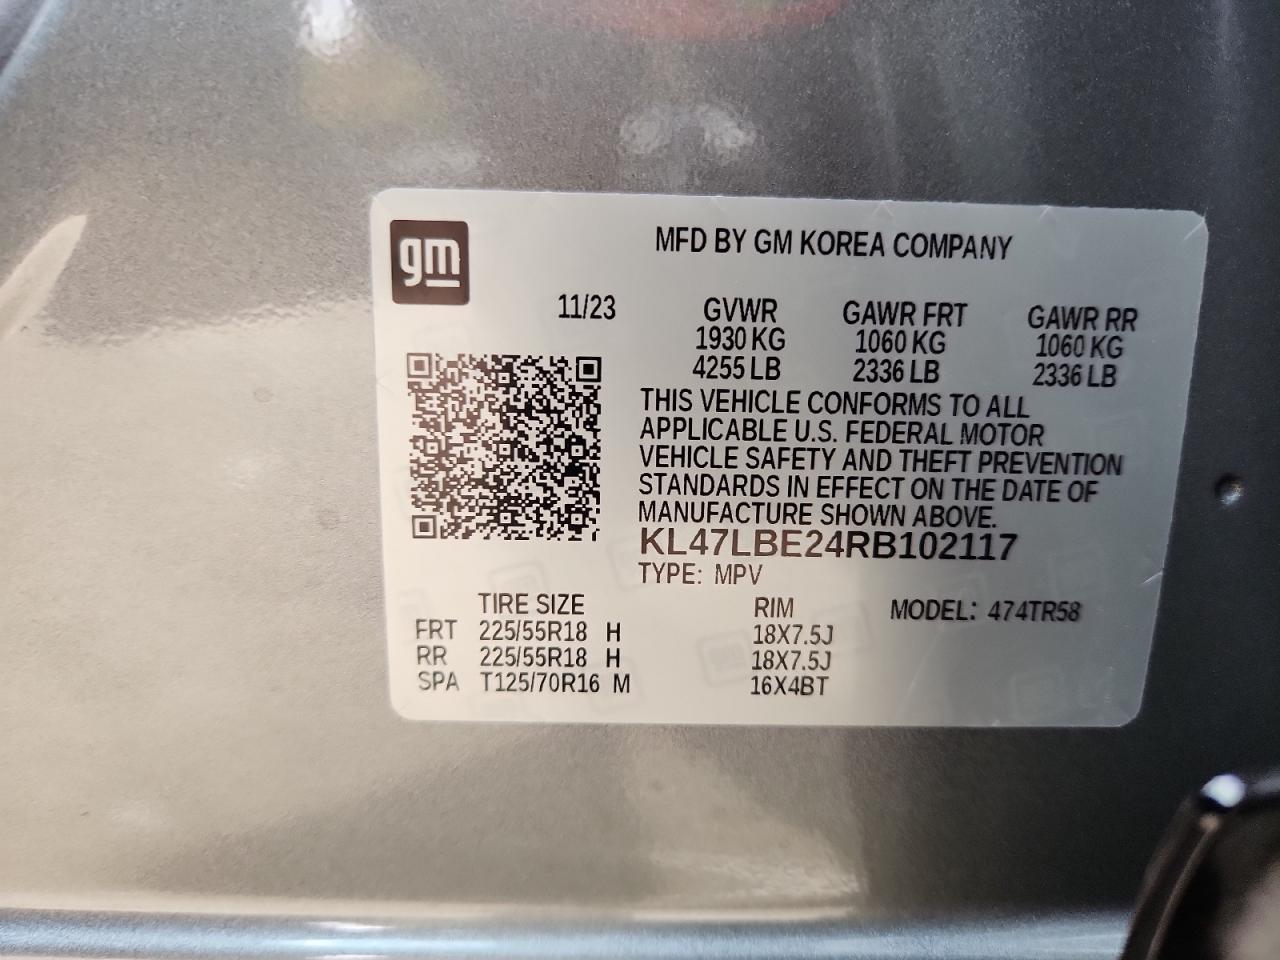 gm
MFD BY GM KOREA COMPANY
11/23 GVWR GAWR FRT GAWR RR
1930 KG 1060 KG 1060 KG
4255 LB 2336 LB 2336 LB
THIS VEHICLE CONFORMS TO ALL
APPLICABLE U.S. FEDERAL MOTOR
VEHICLE SAFETY AND THEFT PREVENTION
STANDARDS IN EFFECT ON THE DATE OF
MANUFACTURE SHOWN ABOVE.
KL47LBE24RB102117
TYPE: MPV
TIRE SIZE RIM MODEL: 474TR58
FRT 225/55R18 H 18X7.5J
RR 225/55R18 H 18X7.5J
SPA T125/70R16 M 16X4BT